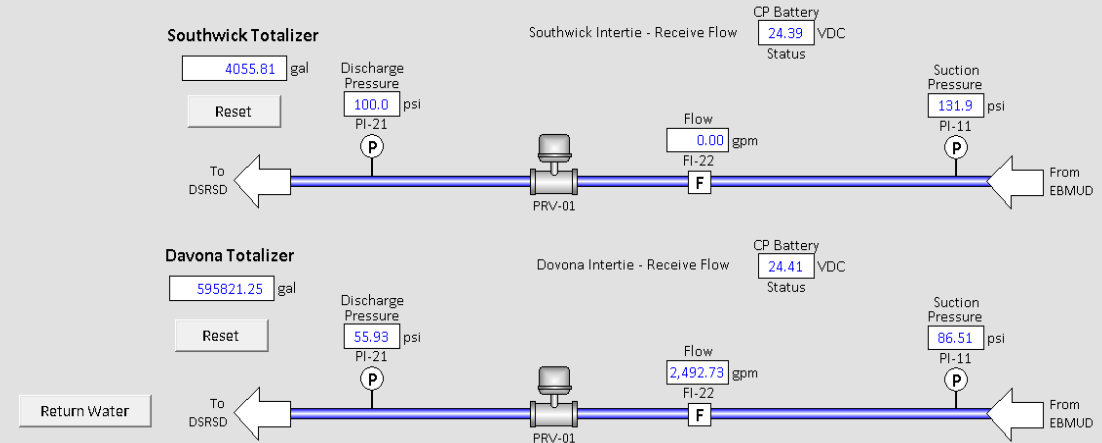 CP Battery
Southwick Totalizer
Southwick Intertie - Receive Flow
24.39 VDC
Status
4055.81 gal
Discharge
Pressure
Suction
Pressure
Reset
100.0 psi
131.9 psi
PI-21
Flow
PI-11
P
0.00 gpm
P
FI-22
To
DSRSD
F
From
EBMUD
PRV-01
CP Battery
Davona Totalizer
Dovona Intertie - Receive Flow
24.41 VDC
Status
595821.25 gal
Discharge
Pressure
Suction
Pressure
Reset
55.93 psi
86.51 psi
PI-21
Flow
PI-11
P
2,492.73 gpm
P
FI-22
Return Water
To
DSRSD
F
From
EBMUD
PRV-01